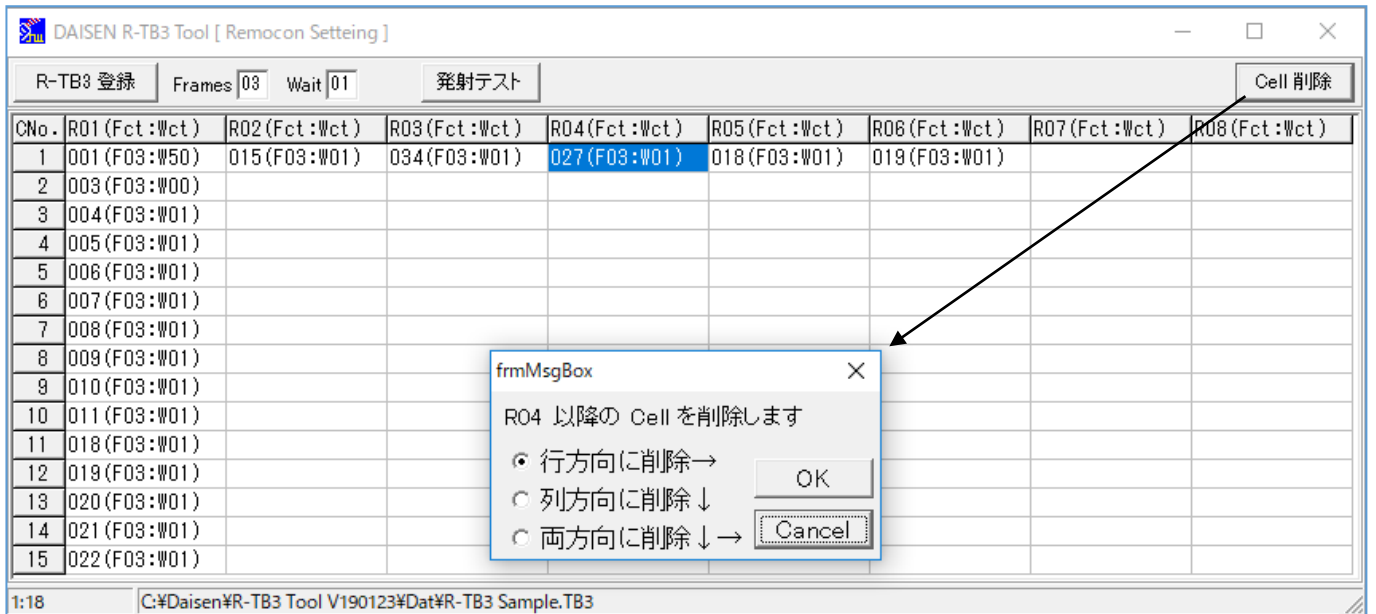 DAISEN R-TB3 Tool [ Remocon Setteing ]
R-TB3 登録 Frames 03 Wait 01 発射テスト Cell 削除
CNo. R01(Fct:Wct) R02(Fct:Wct) R03(Fct:Wct) R04(Fct:Wct) R05(Fct:Wct) R06(Fct:Wct) R07(Fct:Wct) R08(Fct:Wct)
1 001(F03:W50) 015(F03:W01) 034(F03:W01) 027(F03:W01) 018(F03:W01) 019(F03:W01)
2 003(F03:W00)
3 004(F03:W01)
4 005(F03:W01)
5 006(F03:W01)
6 007(F03:W01)
7 008(F03:W01)
8 009(F03:W01)
9 010(F03:W01)
10 011(F03:W01)
11 018(F03:W01)
12 019(F03:W01)
13 020(F03:W01)
14 021(F03:W01)
15 022(F03:W01)
frmMsgBox
R04 以降の Cell を削除します
行方向に削除→
列方向に削除↓
両方向に削除↓→
OK
Cancel
1:18 C:¥Daisen¥R-TB3 Tool V190123¥Dat¥R-TB3 Sample.TB3